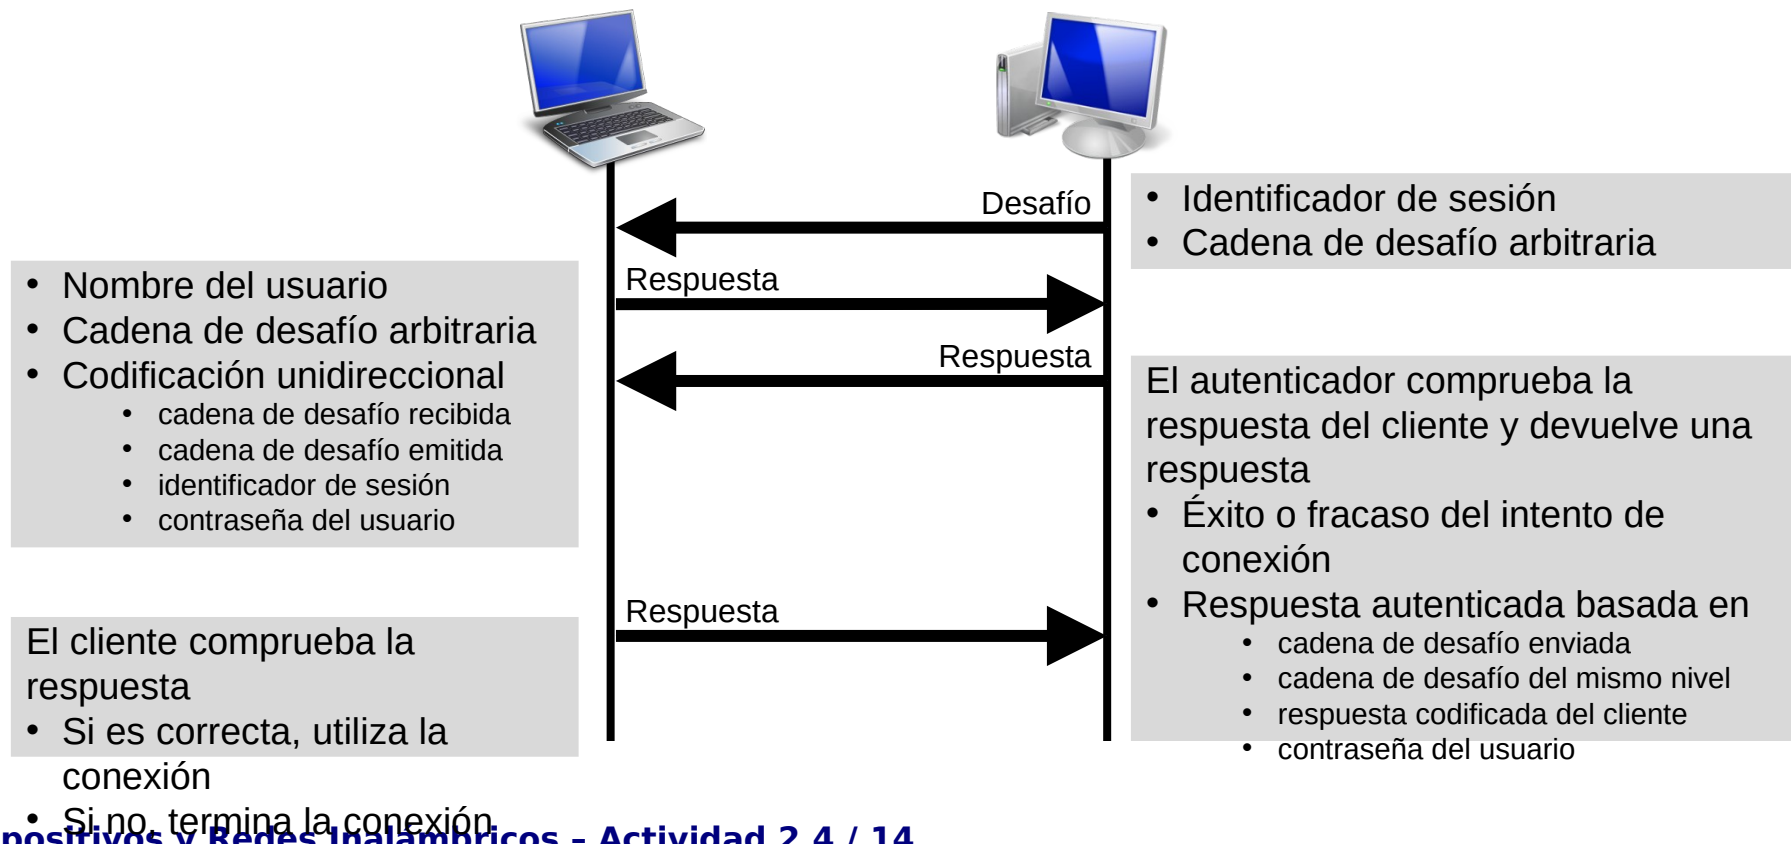 Desafío
• Identificador de sesión
• Cadena de desafío arbitraria
Respuesta
• Nombre del usuario
• Cadena de desafío arbitraria
• Codificación unidireccional
• cadena de desafío recibida
• cadena de desafío emitida
• identificador de sesión
• contraseña del usuario
Respuesta
El autenticador comprueba la
respuesta del cliente y devuelve una
respuesta
• Éxito o fracaso del intento de
conexión
• Respuesta autenticada basada en
• cadena de desafío enviada
• cadena de desafío del mismo nivel
• respuesta codificada del cliente
• contraseña del usuario
Respuesta
El cliente comprueba la
respuesta
• Si es correcta, utiliza la
conexión
• Si no, termina la conexión
positivos y Redes Inalámbricos – Actividad 2.4 / 14